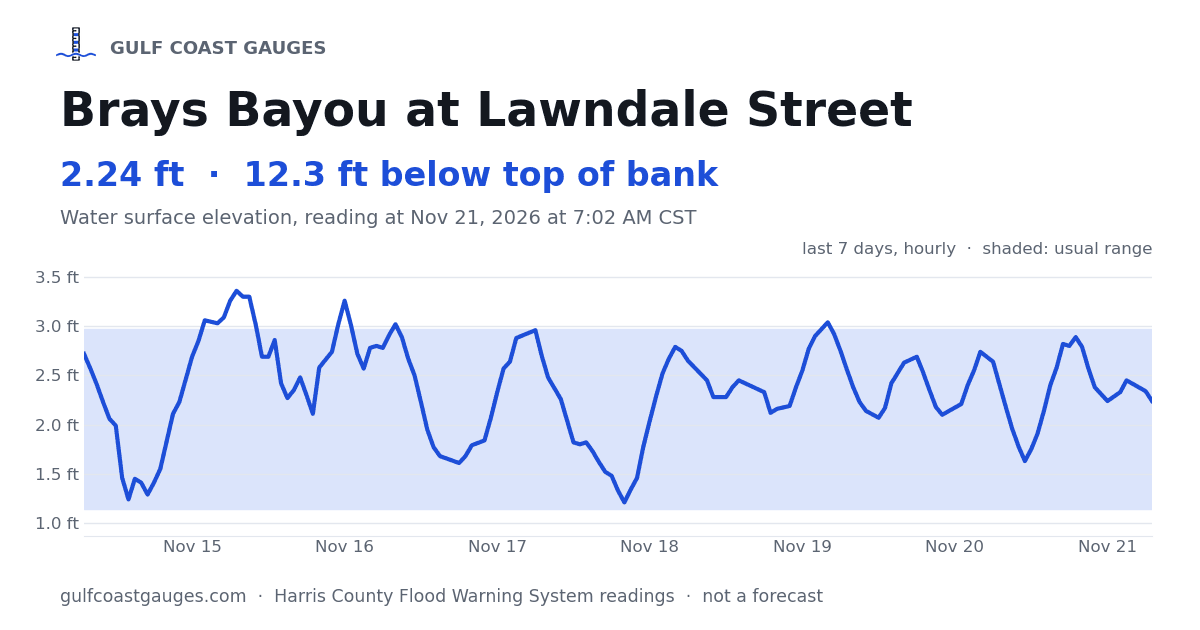 GULF COAST GAUGES
Brays Bayou at Lawndale Street
2.24 ft · 12.3 ft below top of bank
Water surface elevation, reading at Nov 21, 2026 at 7:02 AM CST
last 7 days, hourly · shaded: usual range
3.5 ft
3.0 ft
2.5 ft
2.0 ft
1.5 ft
1.0 ft
Nov 15 Nov 16 Nov 17 Nov 18 Nov 19 Nov 20 Nov 21
gulfcoastgauges.com · Harris County Flood Warning System readings · not a forecast